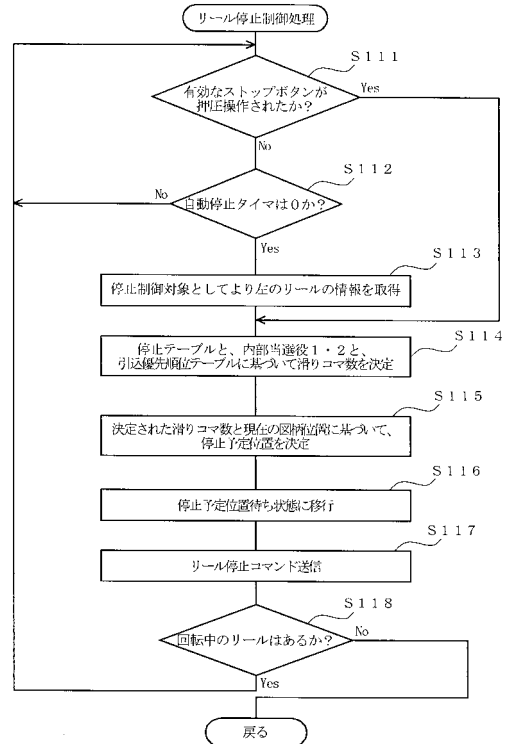 リール停止制御処理
S111
有効なストップボタンが
押圧操作されたか?
Yes
No
S112
No
自動停止タイマは0か?
Yes
S113
停止制御対象としてより左のリールの情報を取得
S114
停止テーブルと、内部当選役1・2と、
引込優先順位テーブルに基づいて滑りコマ数を決定
S115
決定された滑りコマ数と現在の図柄位置に基づいて、
停止予定位置を決定
S116
停止予定位置待ち状態に移行
S117
リール停止コマンド送信
S118
回転中のリールはあるか?
No
Yes
戻る